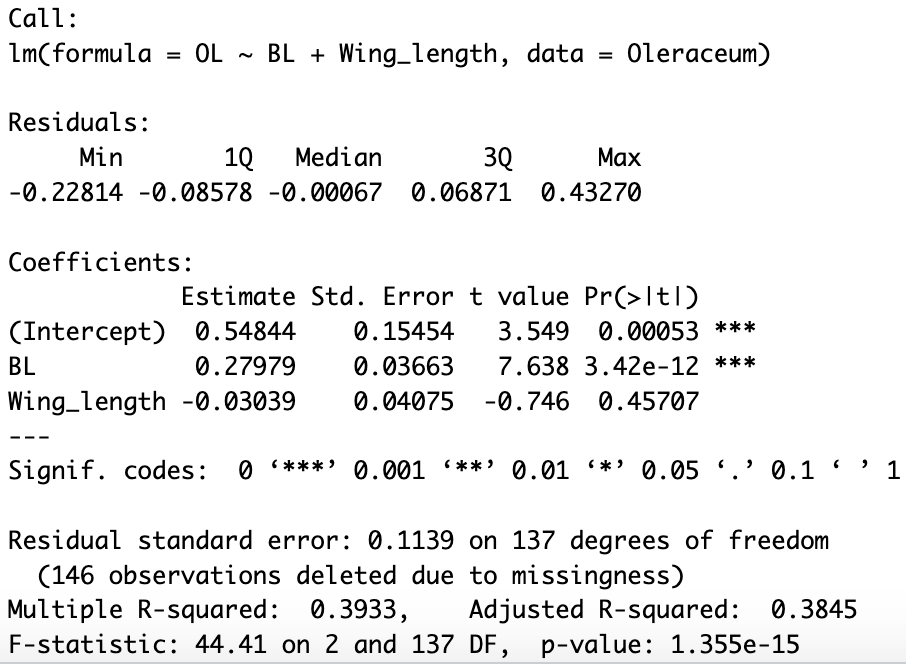 Call:
lm(formula = OL ~ BL + Wing_length, data = Oleraceum)
Residuals:
Min 1Q Median 3Q Max
-0.22814 -0.08578 -0.00067 0.06871 0.43270
Coefficients:
Estimate Std. Error t value Pr(>|t|)
(Intercept) 0.54844 0.15454 3.549 0.00053 ***
BL 0.27979 0.03663 7.638 3.42e-12 ***
Wing_length -0.03039 0.04075 -0.746 0.45707
---
Signif. codes: 0 ‘***’ 0.001 ‘**’ 0.01 ‘*’ 0.05 ‘.’ 0.1 ‘ ’ 1
Residual standard error: 0.1139 on 137 degrees of freedom
(146 observations deleted due to missingness)
Multiple R-squared: 0.3933, Adjusted R-squared: 0.3845
F-statistic: 44.41 on 2 and 137 DF, p-value: 1.355e-15